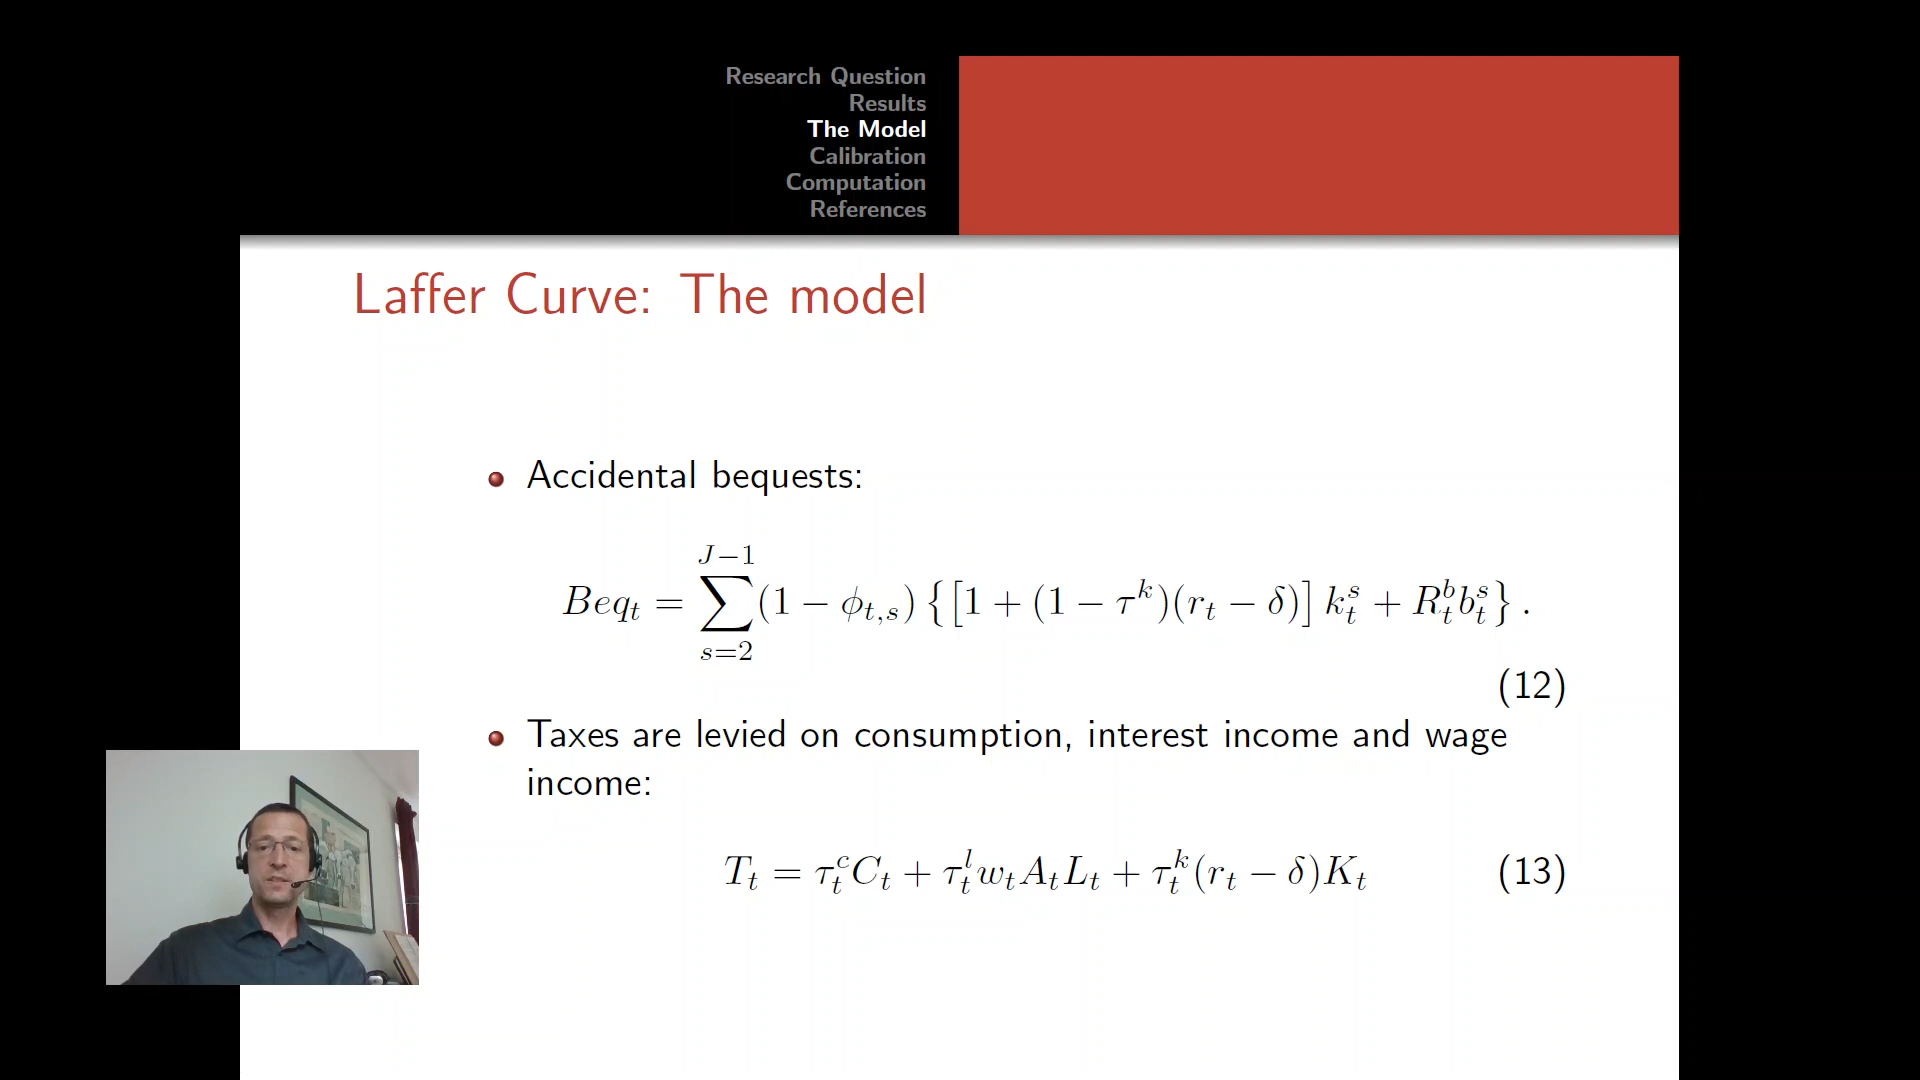 Research Question
Results
The Model
Calibration
Computation
References
Laffer Curve: The model
Accidental bequests:
$Beq_t = \sum_{s=2}^{J-1} (1 - \phi_{t,s}) \left\{ \left[ 1 + (1 - \tau^k)(r_t - \delta) \right] k_t^s + R_t^b b_t^s \right\}.$
(12)
Taxes are levied on consumption, interest income and wage
income:
$T_t = \tau_t^c C_t + \tau_t^l w_t A_t L_t + \tau_t^k (r_t - \delta) K_t$ (13)